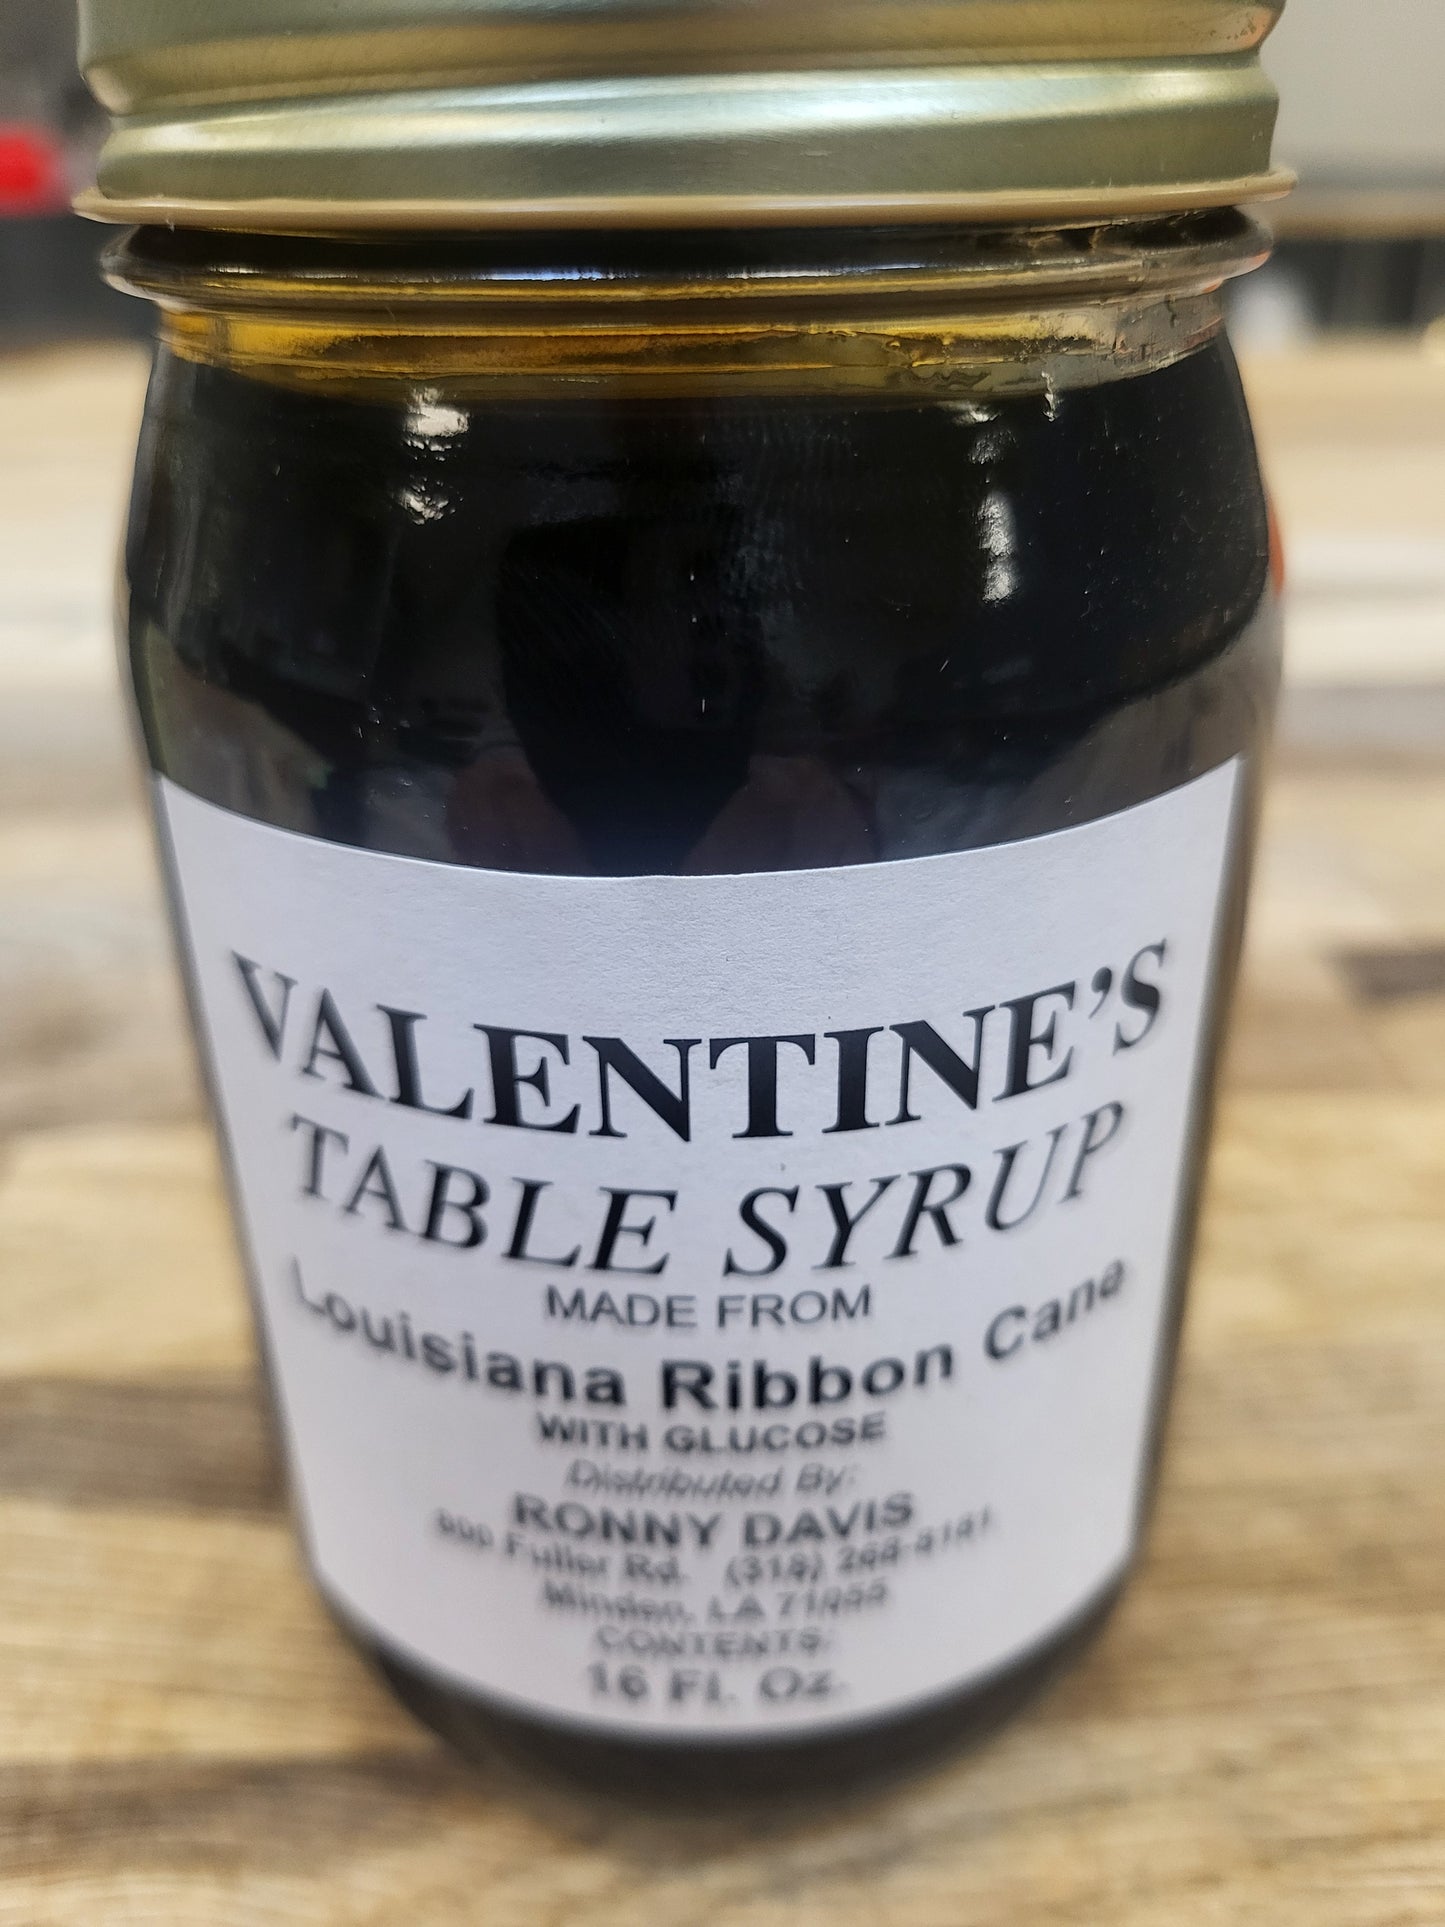 VALENTINE'S
TABLE SYRUP
MADE FROM
Louisiana Ribbon Cane
WITH GLUCOSE
Distributed By:
RONNY DAVIS
Fuller Rd. (318)
Minden, LA
CONTENTS:
16 Fl. Oz.